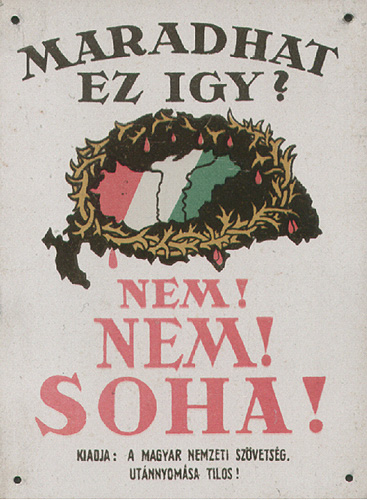 MARADHAT
EZ IGY?
NEM!
NEM!
SOHA!
KIADJA: A MAGYAR NEMZETI SZÖVETSÉG.
UTÁNNYOMÁSA TILOS!